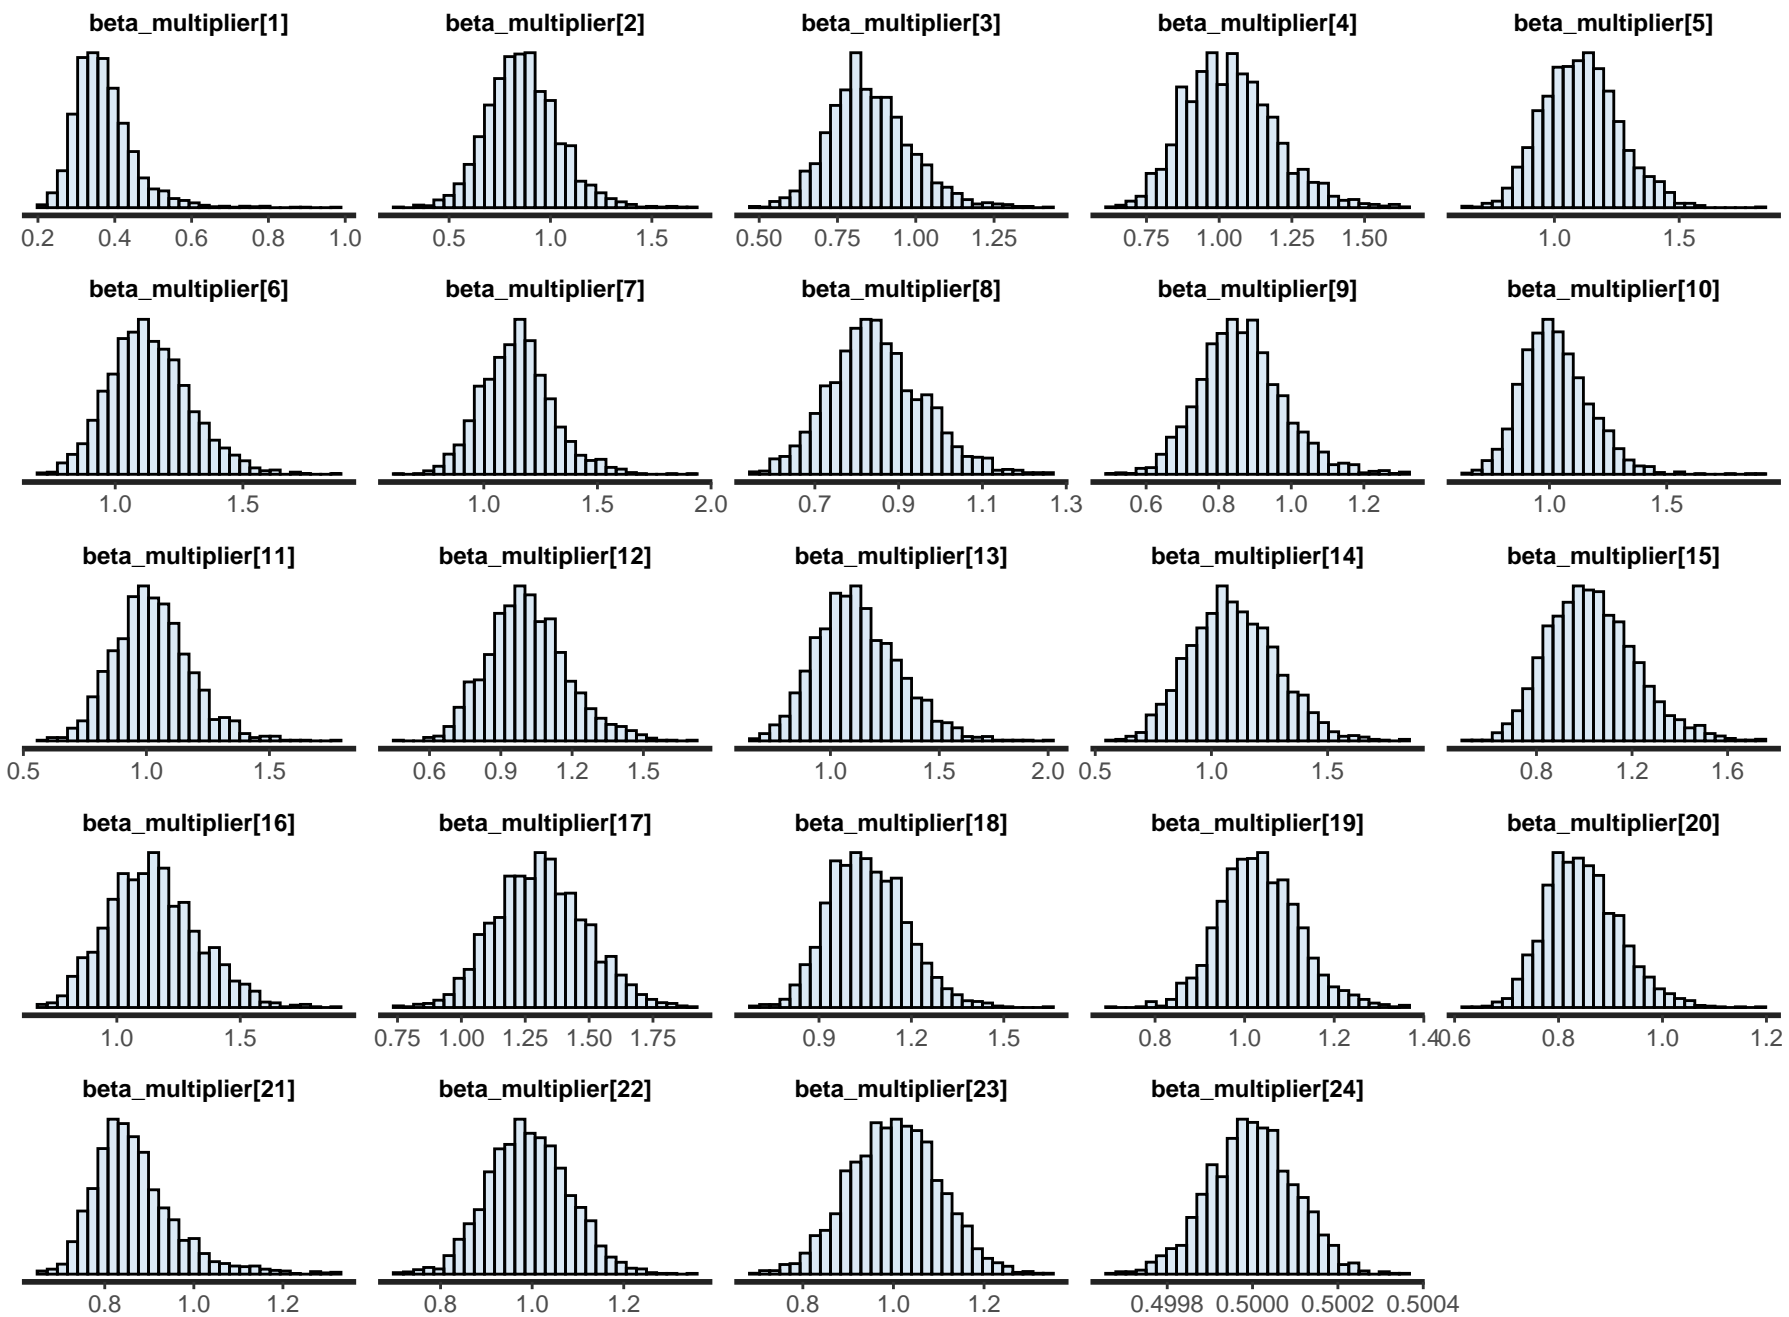 beta_multiplier[1] beta_multiplier[2] beta_multiplier[3] beta_multiplier[4] beta_multiplier[5]
0.2 0.4 0.6 0.8 1.0 0.5 1.0 1.5 0.50 0.75 1.00 1.25 0.75 1.00 1.25 1.50 1.0 1.5
beta_multiplier[6] beta_multiplier[7] beta_multiplier[8] beta_multiplier[9] beta_multiplier[10]
1.0 1.5 1.0 1.5 2.0 0.7 0.9 1.1 1.3 0.6 0.8 1.0 1.2 1.0 1.5
beta_multiplier[11] beta_multiplier[12] beta_multiplier[13] beta_multiplier[14] beta_multiplier[15]
0.5 1.0 1.5 0.6 0.9 1.2 1.5 1.0 1.5 2.0 0.5 1.0 1.5 0.8 1.2 1.6
beta_multiplier[16] beta_multiplier[17] beta_multiplier[18] beta_multiplier[19] beta_multiplier[20]
1.0 1.5 0.75 1.00 1.25 1.50 1.75 0.9 1.2 1.5 0.8 1.0 1.2 1.4 0.6 0.8 1.0 1.2
beta_multiplier[21] beta_multiplier[22] beta_multiplier[23] beta_multiplier[24]
0.8 1.0 1.2 0.8 1.0 1.2 0.8 1.0 1.2 0.4998 0.5000 0.5002 0.5004